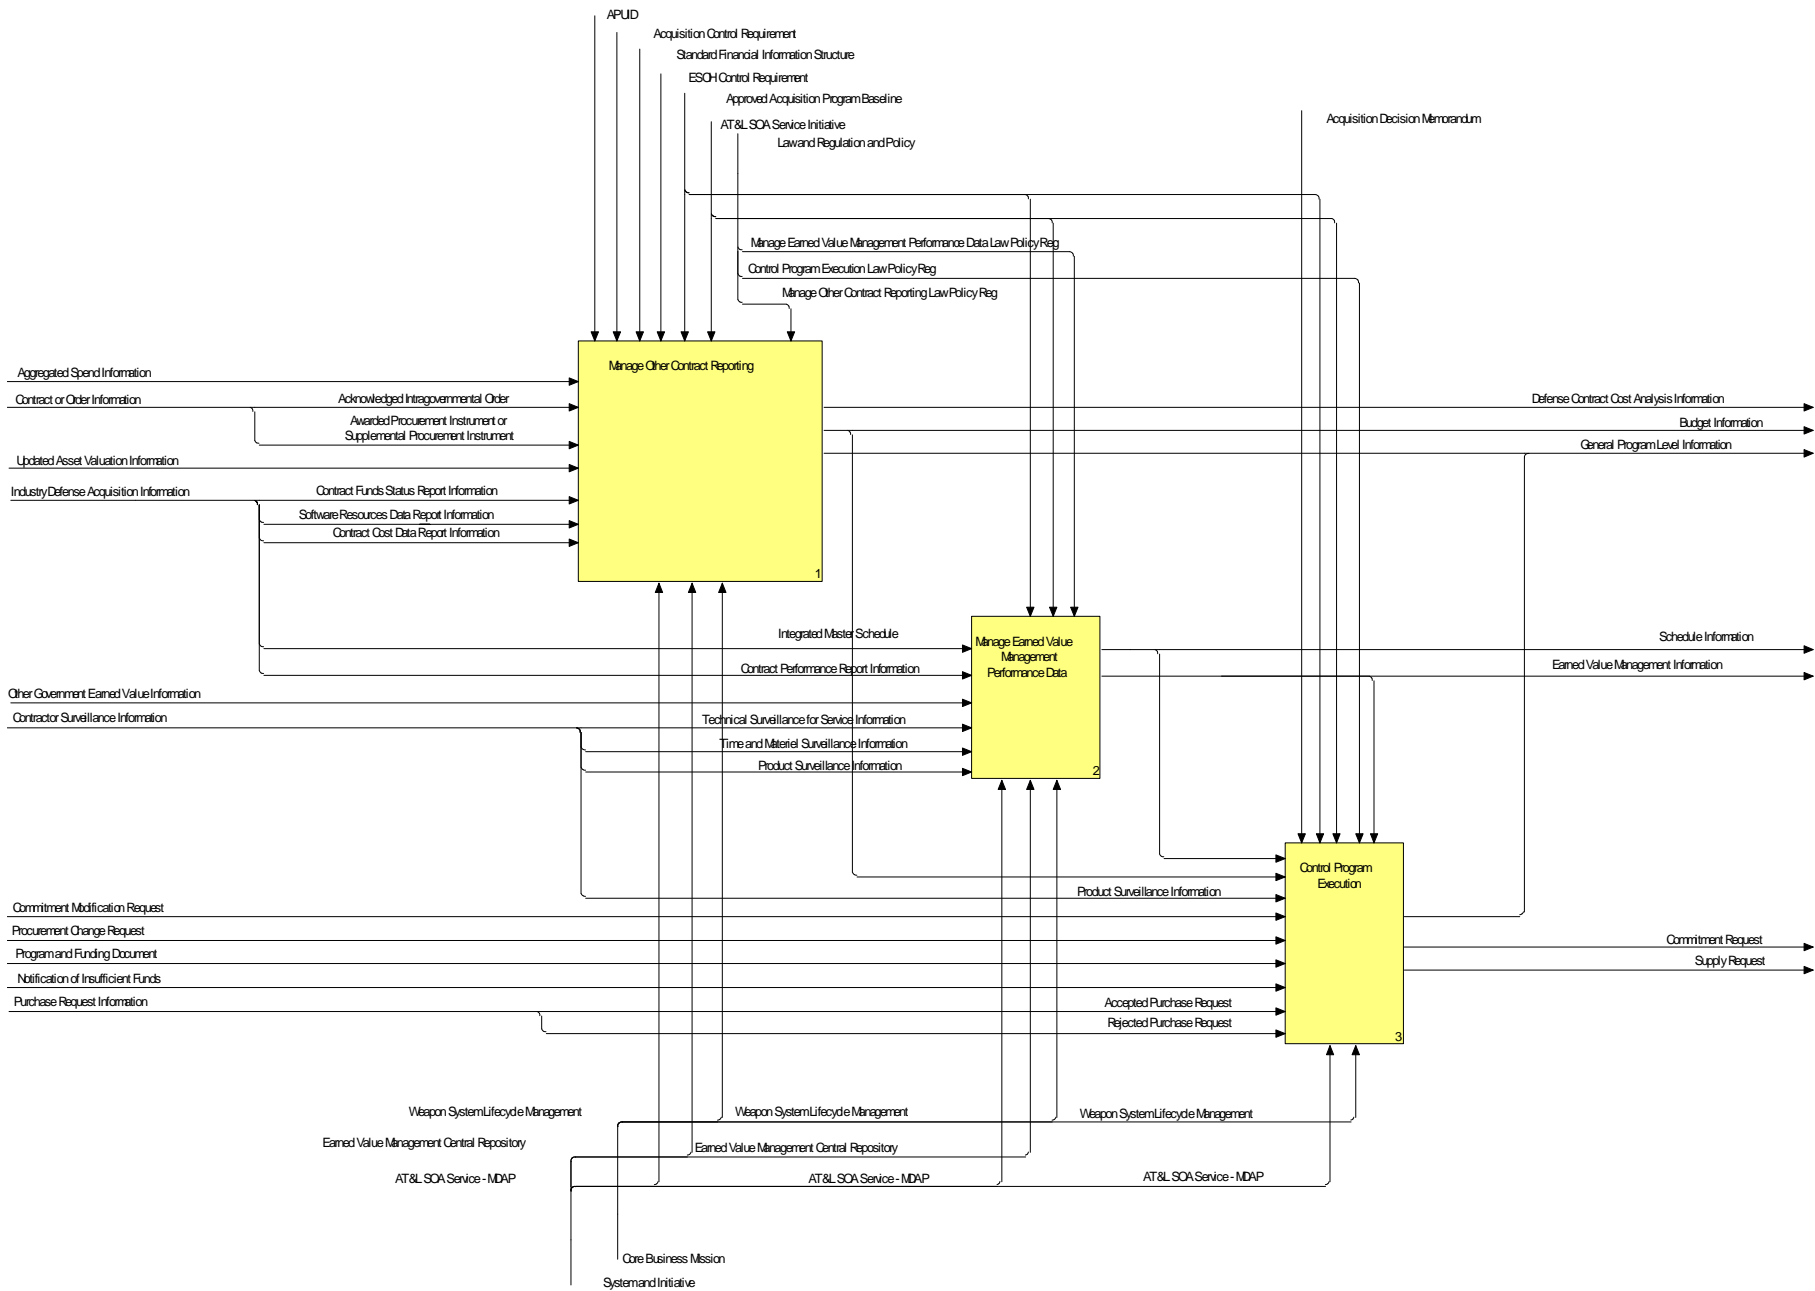 APUID
Acquisition Control Requirement
Standard Financial Information Structure
ESOH Control Requirement
Approved Acquisition Program Baseline
AT&L SOA Service Initiative
Law and Regulation and Policy
Acquisition Decision Memorandum
Manage Earned Value Management Performance Data Law Policy Reg
Control Program Execution Law Policy Reg
Manage Other Contract Reporting Law Policy Reg
Manage Other Contract Reporting
1
Aggregated Spend Information
Contract or Order Information
Acknowledged Intragovernmental Order
Awarded Procurement Instrument or
Supplemental Procurement Instrument
Updated Asset Valuation Information
Industry Defense Acquisition Information
Contract Funds Status Report Information
Software Resources Data Report Information
Contract Cost Data Report Information
Defense Contract Cost Analysis Information
Budget Information
General Program Level Information
Integrated Master Schedule
Contract Performance Report Information
Other Government Earned Value Information
Contractor Surveillance Information
Technical Surveillance for Service Information
Time and Materiel Surveillance Information
Product Surveillance Information
Manage Earned Value
Management
Performance Data
2
Schedule Information
Earned Value Management Information
Control Program
Execution
3
Product Surveillance Information
Commitment Modification Request
Procurement Change Request
Program and Funding Document
Notification of Insufficient Funds
Purchase Request Information
Accepted Purchase Request
Rejected Purchase Request
Commitment Request
Supply Request
Weapon System Lifecycle Management
Weapon System Lifecycle Management
Weapon System Lifecycle Management
Earned Value Management Central Repository
Earned Value Management Central Repository
AT&L SOA Service - MDAP
AT&L SOA Service - MDAP
AT&L SOA Service - MDAP
Core Business Mission
System and Initiative